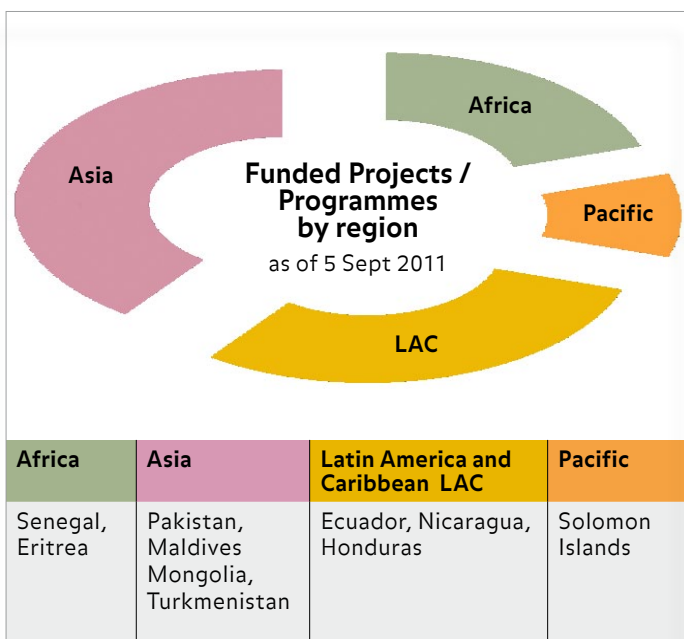 Africa
Asia
Funded Projects /
Programmes
by region
as of 5 Sept 2011
Pacific
LAC
Africa
Asia
Latin America and
Caribbean LAC
Pacific
Senegal,
Eritrea
Pakistan,
Maldives
Mongolia,
Turkmenistan
Ecuador, Nicaragua,
Honduras
Solomon
Islands